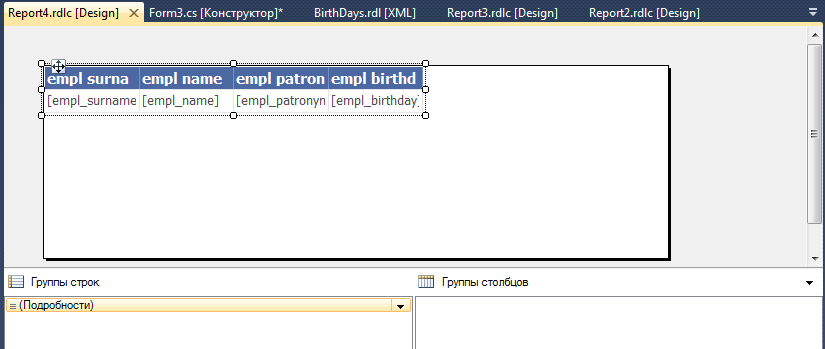 Report4.rdlc [Design] Form3.cs [Конструктор]* BirthDays.rdl [XML] Report3.rdlc [Design] Report2.rdlc [Design]
empl surna empl name empl patron empl birthd
[empl_surname [empl_name] [empl_patronyn [empl_birthday]
Группы строк Группы столбцов
(Подробности)